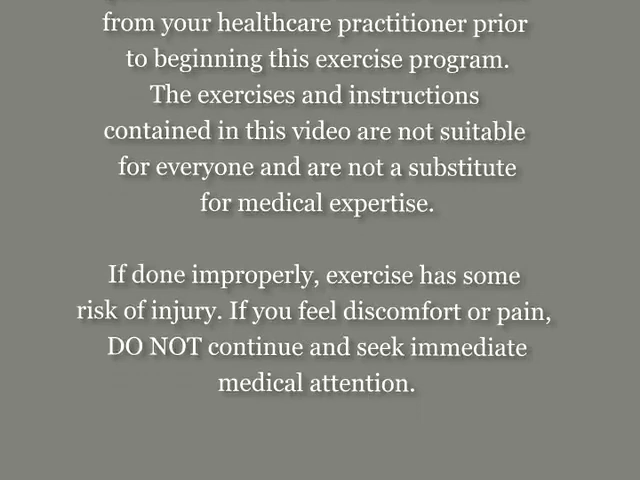 from your healthcare practitioner prior
to beginning this exercise program.
The exercises and instructions
contained in this video are not suitable
for everyone and are not a substitute
for medical expertise.
If done improperly, exercise has some
risk of injury. If you feel discomfort or pain,
DO NOT continue and seek immediate
medical attention.